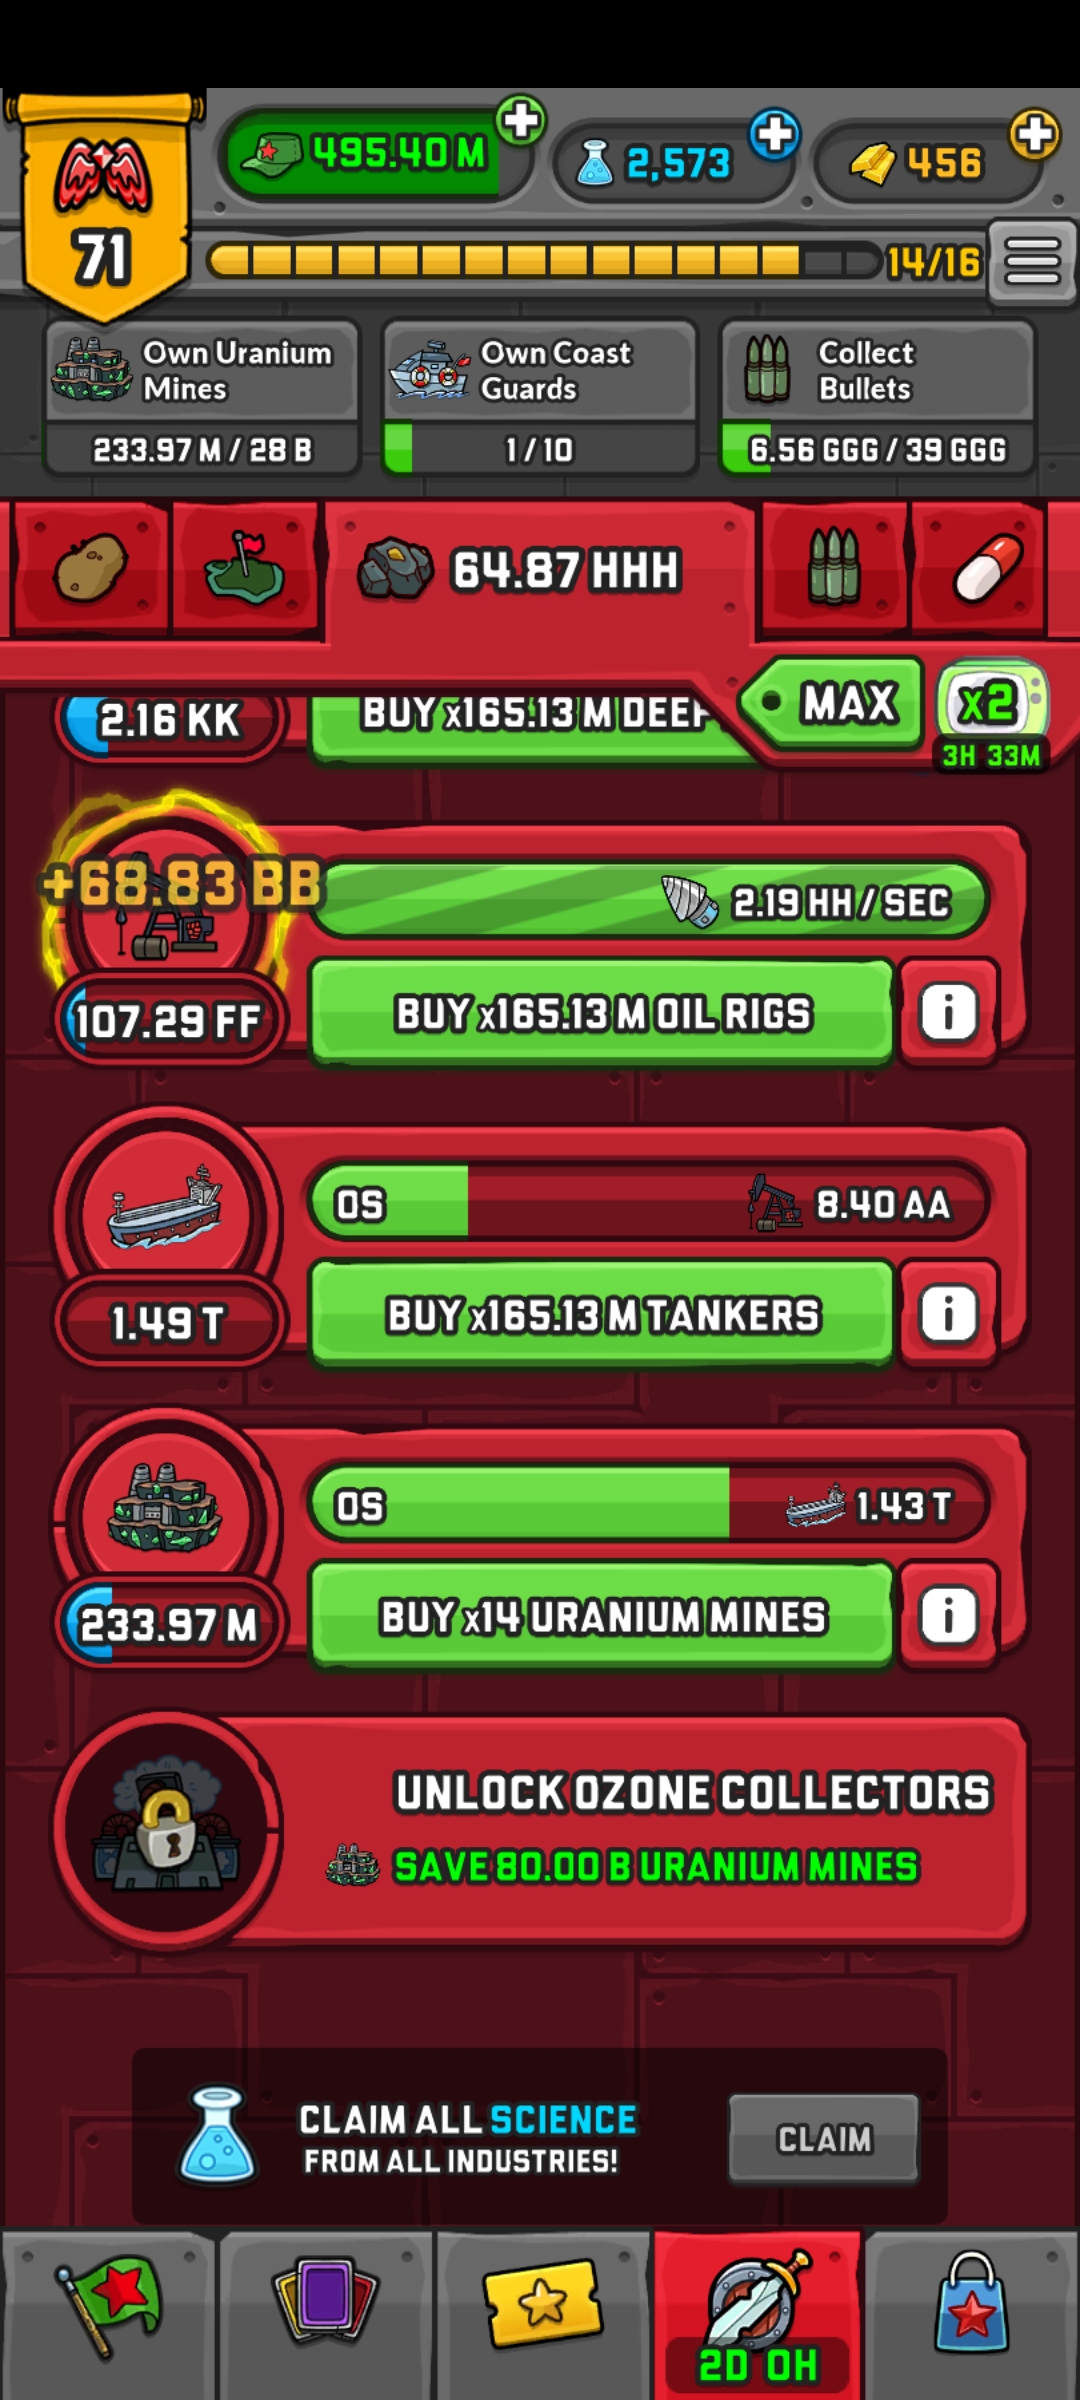 495.40 M
2,573
456
71
14/16
Own Uranium
Mines
233.97 M / 28 B
Own Coast
Guards
1/10
Collect
Bullets
6.56 GGG / 39 GGG
64.87 HHH
MAX
x2
3H 33M
2.16 KK
BUY x165.13 M DEEP
+68.83 BB
2.19 HH / SEC
107.29 FF
BUY x165.13 M OIL RIGS
i
0S
8.40 AA
1.49 T
BUY x165.13 M TANKERS
i
0S
1.43 T
233.97 M
BUY x14 URANIUM MINES
i
UNLOCK OZONE COLLECTORS
SAVE 80.00 B URANIUM MINES
CLAIM ALL SCIENCE
FROM ALL INDUSTRIES!
CLAIM
2D 0H